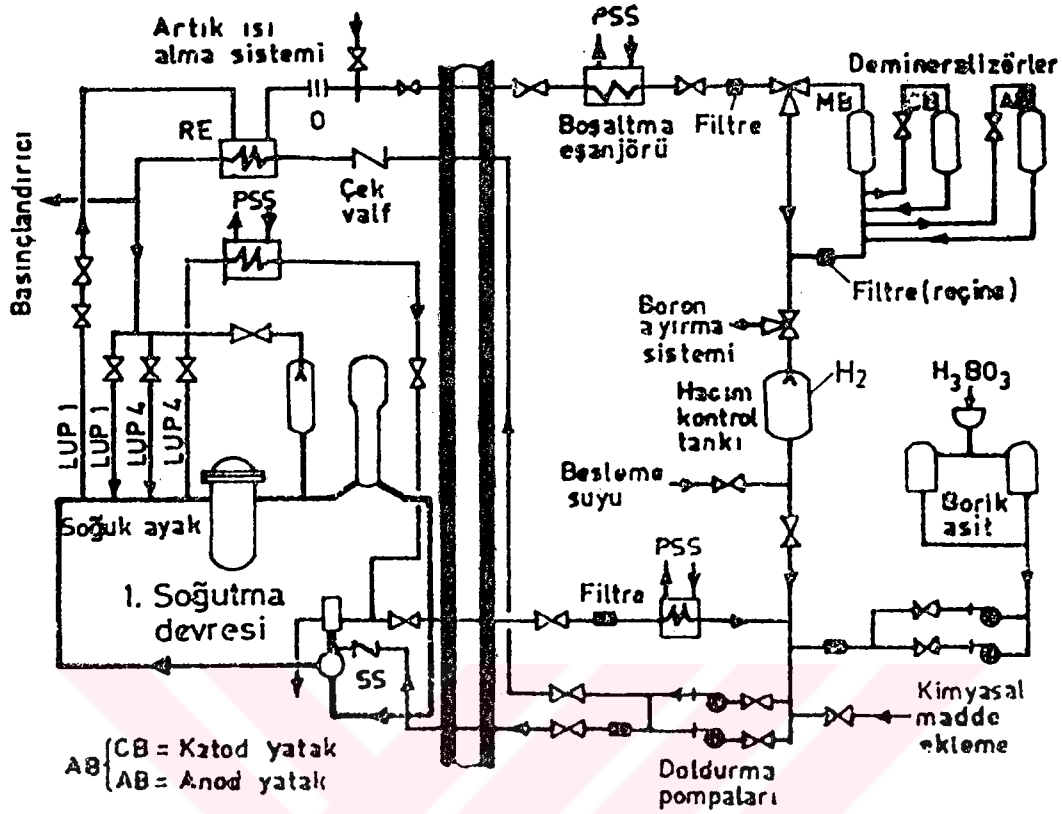 Artık ısı
alma sistemi
PSS
Demineralizörler
RE
O
Boşaltma
eşanjörü
Filtre
MB
CB
Çek
valf
PSS
Basınçlandırıcı
Filtre (reçine)
Boron
ayırma
sistemi
H2
Hacim
kontrol
tankı
H3BO3
LUP 1
LUP 1
LUP 4
LUP 4
Besleme
suyu
Borik
asit
Soğuk ayak
PSS
Filtre
1. Soğutma
devresi
SS
Kimyasal
madde
ekleme
Doldurma
pompaları
AB { CB = Katod yatak
AB = Anod yatak